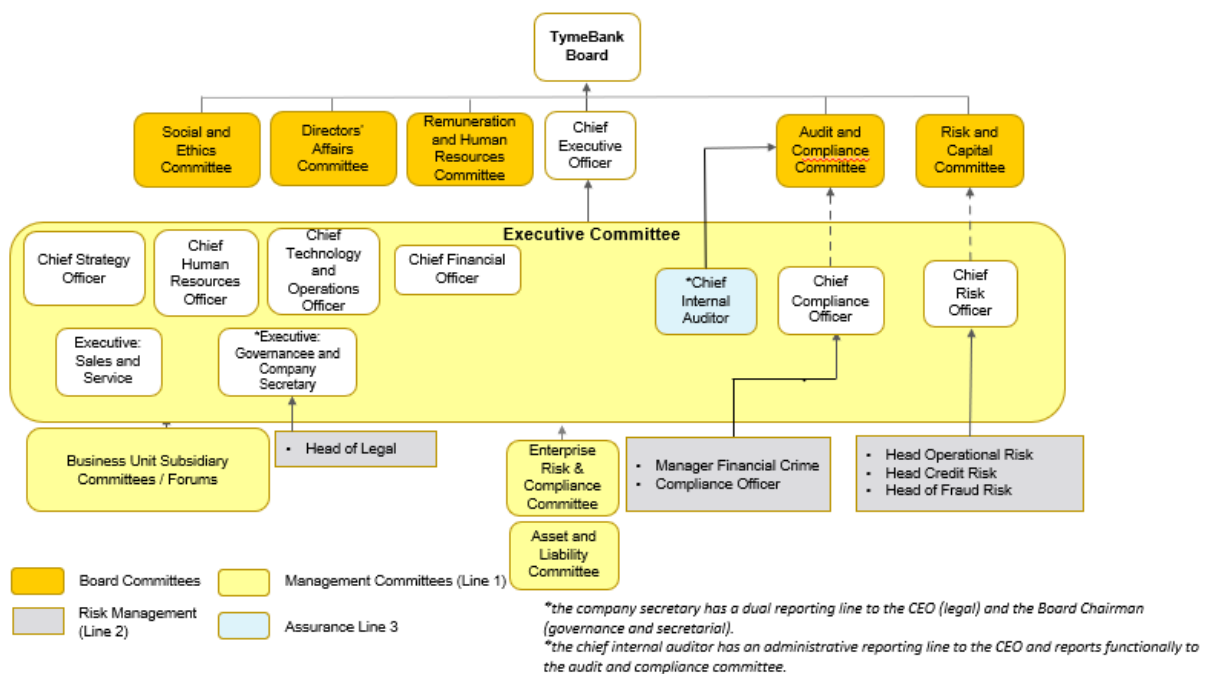 TymeBank
Board
Social and
Ethics
Committee
Directors'
Affairs
Committee
Remuneration
and Human
Resources
Committee
Chief
Executive
Officer
Audit and
Compliance
Committee
Risk and
Capital
Committee
Executive Committee
Chief Strategy
Officer
Chief
Human
Resources
Officer
Chief
Technology
and
Operations
Officer
Chief Financial
Officer
*Chief
Internal
Auditor
Chief
Compliance
Officer
Chief
Risk
Officer
Executive:
Sales and
Service
*Executive:
Governancee and
Company
Secretary
Business Unit Subsidiary
Committees / Forums
• Head of Legal
Enterprise
Risk &
Compliance
Committee
• Manager Financial Crime
• Compliance Officer
• Head Operational Risk
• Head Credit Risk
• Head of Fraud Risk
Asset and
Liability
Committee
Board Committees
Management Committees (Line 1)
Risk Management
(Line 2)
Assurance Line 3
*the company secretary has a dual reporting line to the CEO (legal) and the Board Chairman
(governance and secretarial).
*the chief internal auditor has an administrative reporting line to the CEO and reports functionally to
the audit and compliance committee.